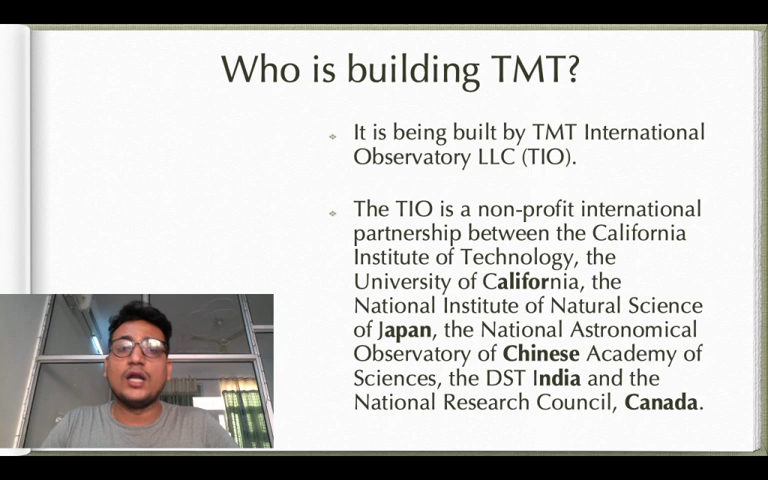 Who is building TMT?
It is being built by TMT International
Observatory LLC (TIO).
The TIO is a non-profit international
partnership between the California
Institute of Technology, the
University of California, the
National Institute of Natural Science
of Japan, the National Astronomical
Observatory of Chinese Academy of
Sciences, the DST India and the
National Research Council, Canada.